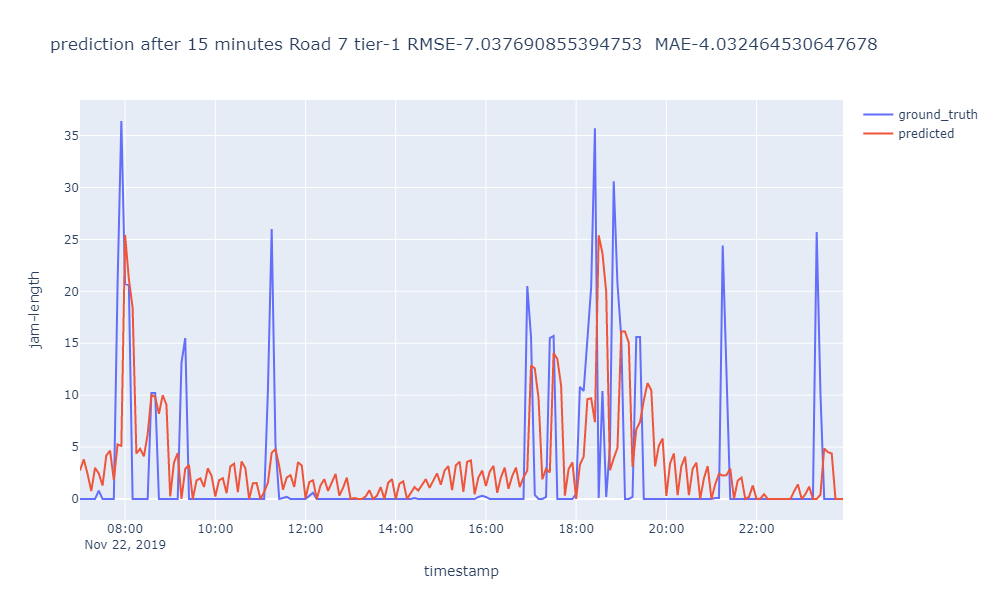 prediction after 15 minutes Road 7 tier-1 RMSE-7.037690855394753 MAE-4.032464530647678
ground_truth
predicted
jam-length
35
30
25
20
15
10
5
0
08:00 10:00 12:00 14:00 16:00 18:00 20:00 22:00
Nov 22, 2019
timestamp